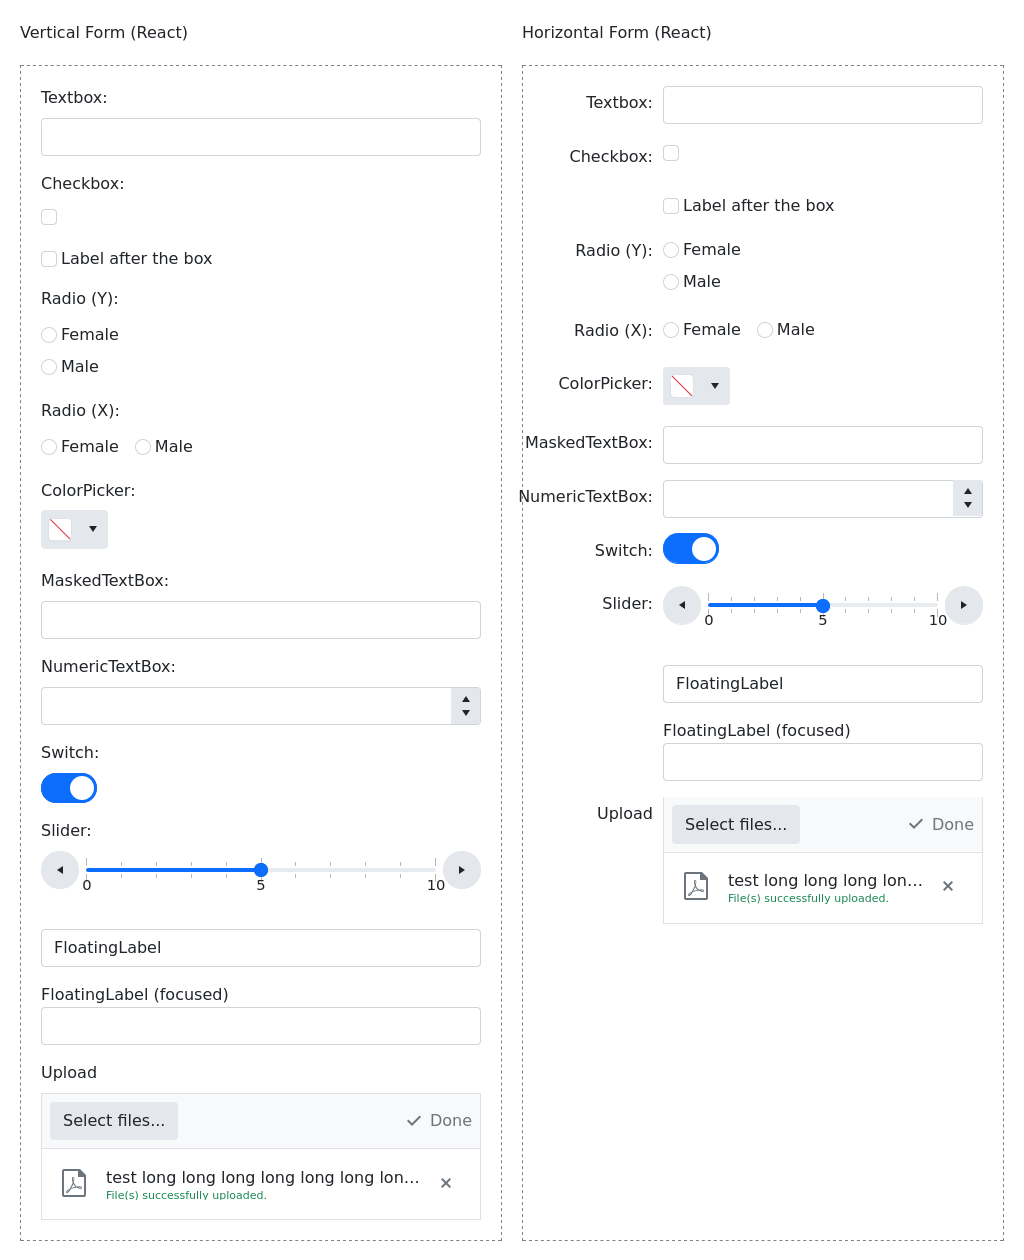 Vertical Form (React)
Textbox:
Checkbox:
Label after the box
Radio (Y):
Female
Male
Radio (X):
Female Male
ColorPicker:
MaskedTextBox:
NumericTextBox:
Switch:
Slider:
0 5 10
FloatingLabel
FloatingLabel (focused)
Upload
Select files... Done
test long long long long long long lon...
File(s) successfully uploaded.
Horizontal Form (React)
Textbox:
Checkbox:
Label after the box
Radio (Y): Female
Male
Radio (X): Female Male
ColorPicker:
MaskedTextBox:
NumericTextBox:
Switch:
Slider:
0 5 10
FloatingLabel
FloatingLabel (focused)
Upload Select files... Done
test long long long lon...
File(s) successfully uploaded.